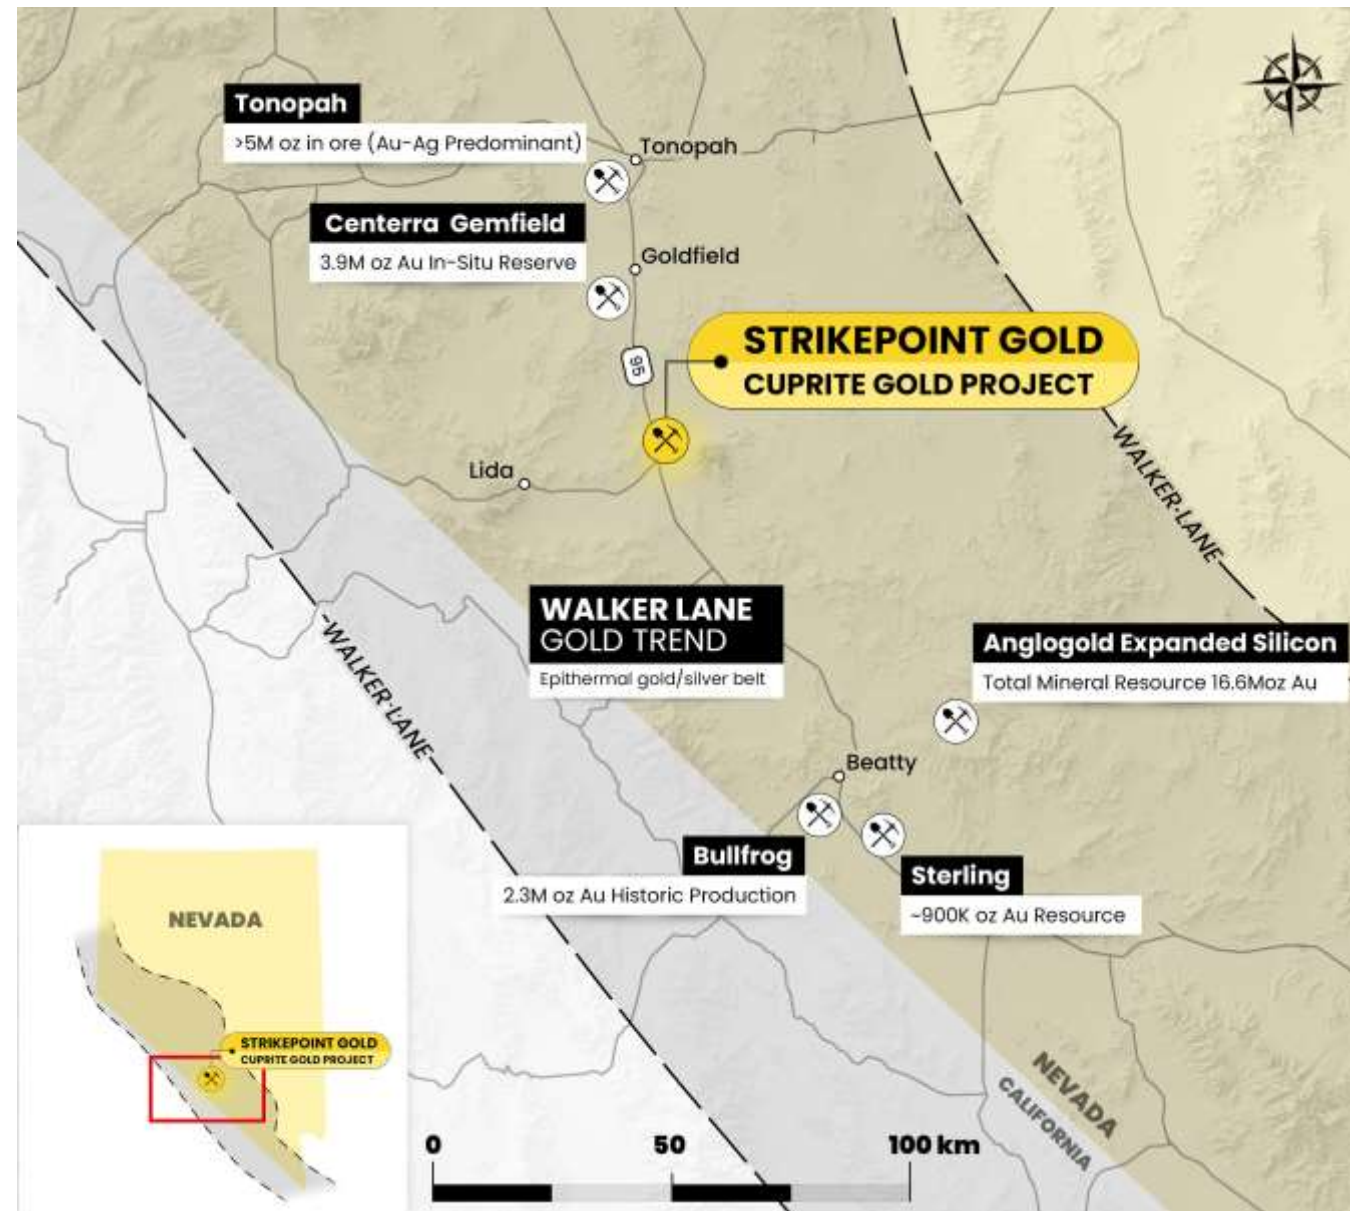 Tonopah
>5M oz in ore (Au-Ag Predominant)
Tonopah
Centerra Gemfield
3.9M oz Au In-Situ Reserve
Goldfield
95
STRIKEPOINT GOLD
CUPRITE GOLD PROJECT
Lida
WALKER LANE
WALKER LANE
GOLD TREND
Epithermal gold/silver belt
WALKER LANE
Anglogold Expanded Silicon
Total Mineral Resource 16.6Moz Au
Beatty
Bullfrog
2.3M oz Au Historic Production
Sterling
~900K oz Au Resource
NEVADA
STRIKEPOINT GOLD
CUPRITE GOLD PROJECT
NEVADA
CALIFORNIA
0 50 100 km